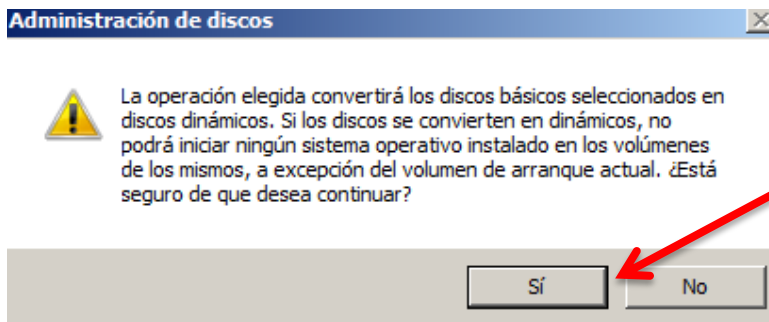 Administración de discos
La operación elegida convertirá los discos básicos seleccionados en
discos dinámicos. Si los discos se convierten en dinámicos, no
podrá iniciar ningún sistema operativo instalado en los volúmenes
de los mismos, a excepción del volumen de arranque actual. ¿Está
seguro de que desea continuar?
Sí No